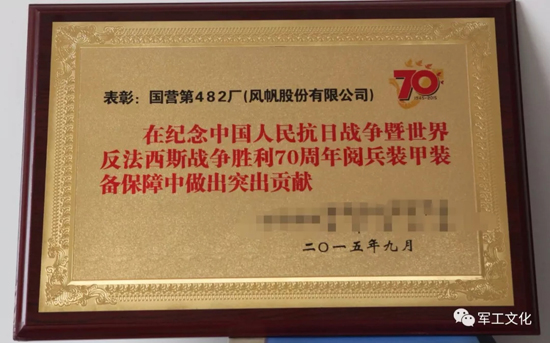 70
1945-2015
表彰：国营第482厂(风帆股份有限公司)
在纪念中国人民抗日战争暨世界
反法西斯战争胜利70周年阅兵装甲装
备保障中做出突出贡献
二〇一五年九月
军工文化